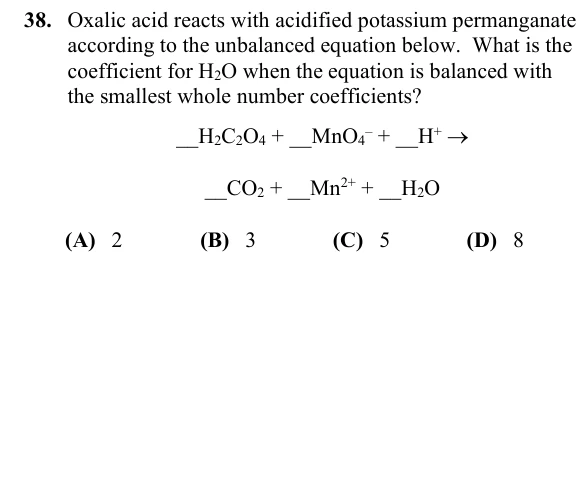 38. Oxalic acid reacts with acidified potassium permanganate
according to the unbalanced equation below. What is the
coefficient for H₂O when the equation is balanced with
the smallest whole number coefficients?
__H₂C₂O₄ + __MnO₄⁻ + __H⁺ →
__CO₂ + __Mn²⁺ + __H₂O
(A) 2 (B) 3 (C) 5 (D) 8